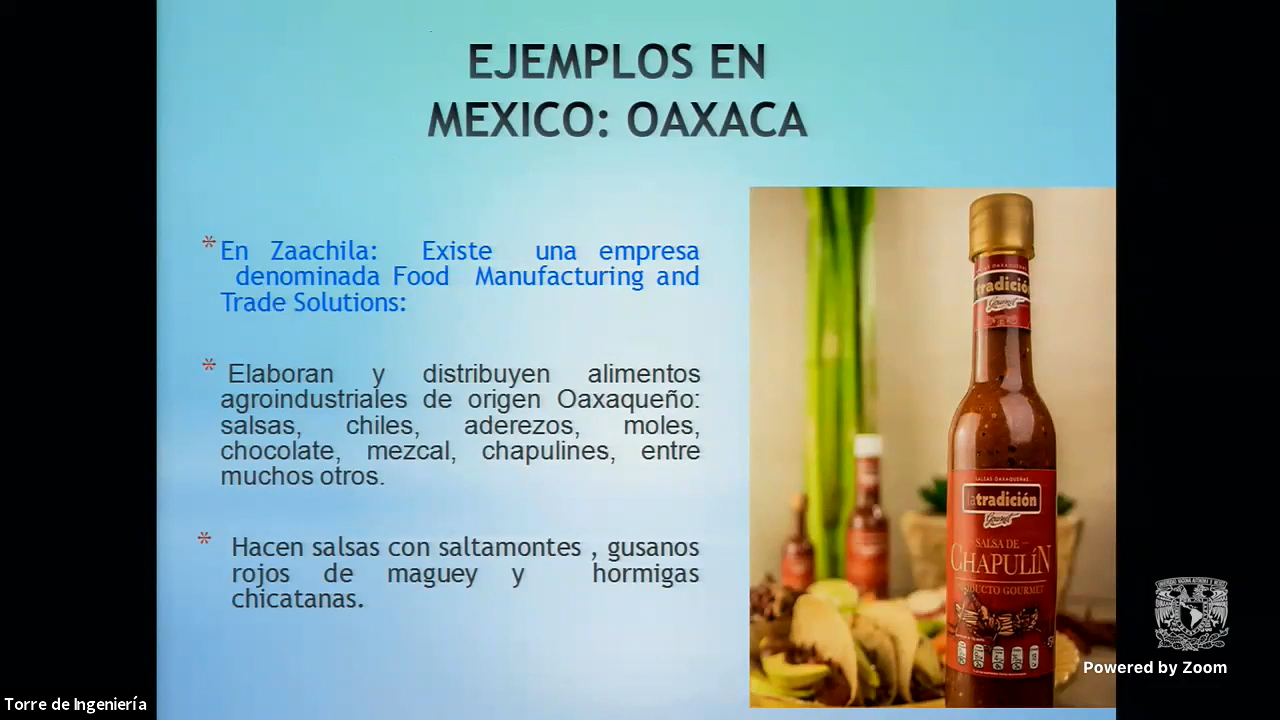 EJEMPLOS EN
MEXICO: OAXACA
* En Zaachila: Existe una empresa
denominada Food Manufacturing and
Trade Solutions:
* Elaboran y distribuyen alimentos
agroindustriales de origen Oaxaqueño:
salsas, chiles, aderezos, moles,
chocolate, mezcal, chapulines, entre
muchos otros.
* Hacen salsas con saltamontes , gusanos
rojos de maguey y hormigas
chicatanas.
tradició
Gourmet
SALSAS OAXAQUEÑAS
la tradición
Gourmet
SALSA DE
CHAPULÍN
DUCTO GOURMET
Powered by Zoom
Torre de Ingeniería